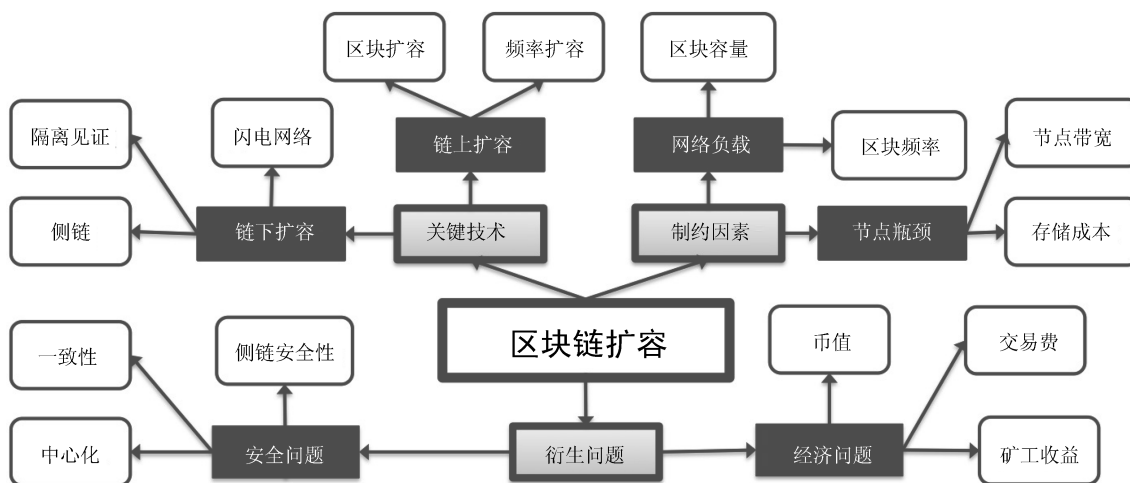 区块扩容
频率扩容
区块容量
隔离见证
闪电网络
链上扩容
网络负载
区块频率
节点带宽
侧链
链下扩容
关键技术
制约因素
节点瓶颈
存储成本
区块链扩容
一致性
侧链安全性
币值
交易费
中心化
安全问题
衍生问题
经济问题
矿工收益